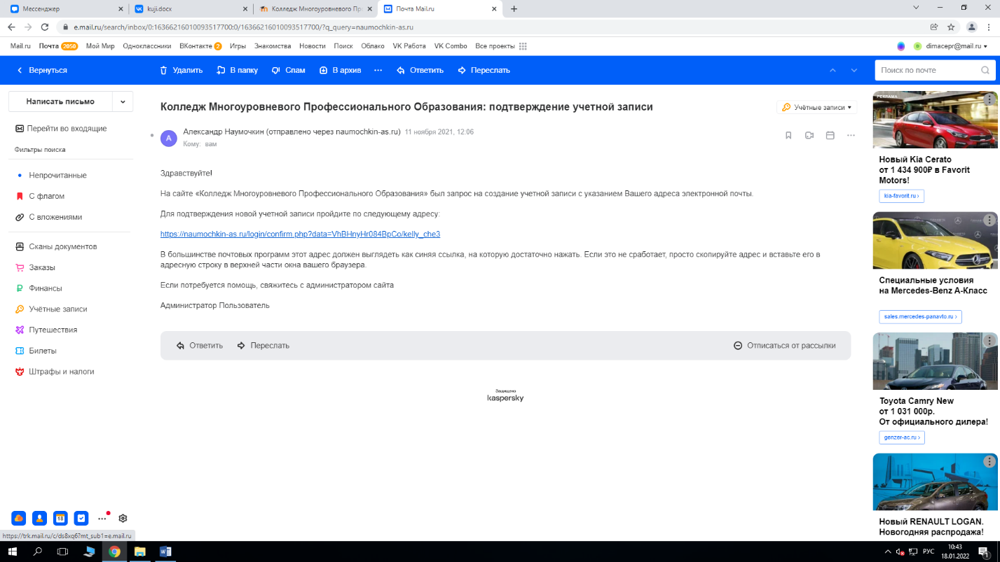 Мессенджер
kuji.docx
Колледж Многоуровневого Пр
Почта Mail.ru
e.mail.ru/search/inbox/0:16366216010093517700:0/16366216010093517700/?q_query=naumochkin-as.ru
Mail.ru Почта 2050 Мой Мир Одноклассники ВКонтакте 2 Игры Знакомства Новости Поиск Облако VK Работа VK Combo Все проекты
dimacepr@mail.ru
Вернуться
Удалить В папку Спам В архив Ответить Переслать
Поиск по почте
Написать письмо
Перейти во входящие
Фильтры поиска
Непрочитанные
С флагом
С вложениями
Сканы документов
Заказы
Финансы
Учётные записи
Путешествия
Билеты
Штрафы и налоги
18
https://trk.mail.ru/c/ds8xq6?mt_sub1=e.mail.ru
Колледж Многоуровневого Профессионального Образования: подтверждение учетной записи
Учётные записи
А
Александр Наумочкин (отправлено через naumochkin-as.ru) 11 ноября 2021, 12:06
Кому: вам
Здравствуйте!
На сайте «Колледж Многоуровневого Профессионального Образования» был запрос на создание учетной записи с указанием Вашего адреса электронной почты.
Для подтверждения новой учетной записи пройдите по следующему адресу:
https://naumochkin-as.ru/login/confirm.php?data=VhBHnyHr084BpCo/kelly_che3
В большинстве почтовых программ этот адрес должен выглядеть как синяя ссылка, на которую достаточно нажать. Если это не сработает, просто скопируйте адрес и вставьте его в
адресную строку в верхней части окна вашего браузера.
Если потребуется помощь, свяжитесь с администратором сайта
Администратор Пользователь
Ответить Переслать Отписаться от рассылки
Защищено
kaspersky
РЕКЛАМА
Новый Kia Cerato
от 1 434 900₽ в Favorit
Motors!
kia-favorit.ru ›
Специальные условия
на Mercedes-Benz А-Класс
sales.mercedes-panavto.ru ›
Toyota Camry New
от 1 031 000р.
От официального дилера!
genzer-ac.ru ›
Новый RENAULT LOGAN.
Новогодняя распродажа!
РУС
10:43
18.01.2022
1